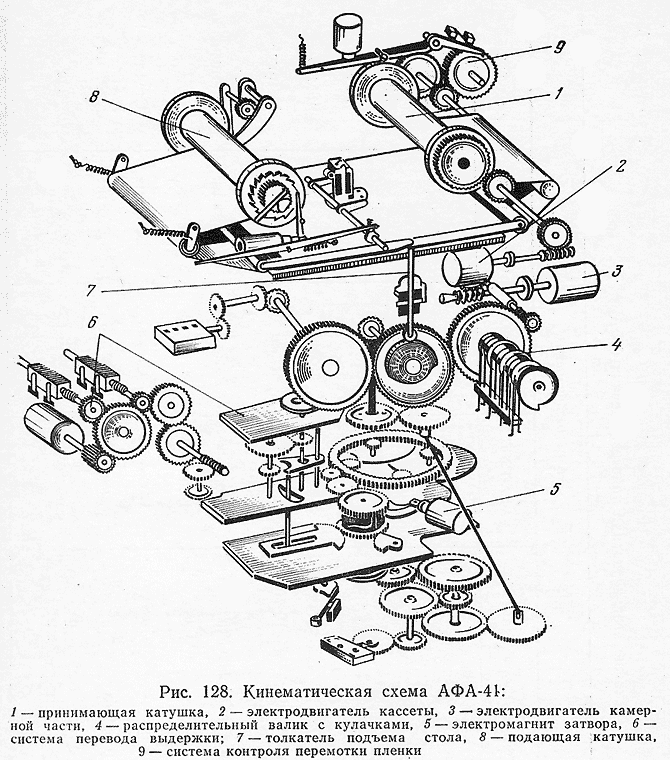 9
8
1
2
3
7
6
4
5
Рис. 128. Кинематическая схема АФА-41:
1 — принимающая катушка, 2 — электродвигатель кассеты, 3 — электродвигатель камер-
ной части, 4 — распределительный валик с кулачками, 5 — электромагнит затвора, 6 —
система перевода выдержки; 7 — толкатель подъема стола, 8 — подающая катушка,
9 — система контроля перемотки пленки